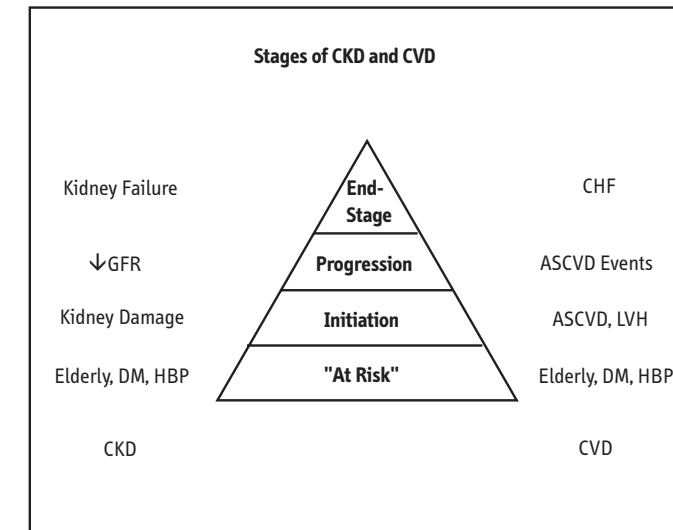 Stages of CKD and CVD
Kidney Failure
End-
Stage
CHF
↓GFR
Progression
ASCVD Events
Kidney Damage
Initiation
ASCVD, LVH
Elderly, DM, HBP
"At Risk"
Elderly, DM, HBP
CKD
CVD